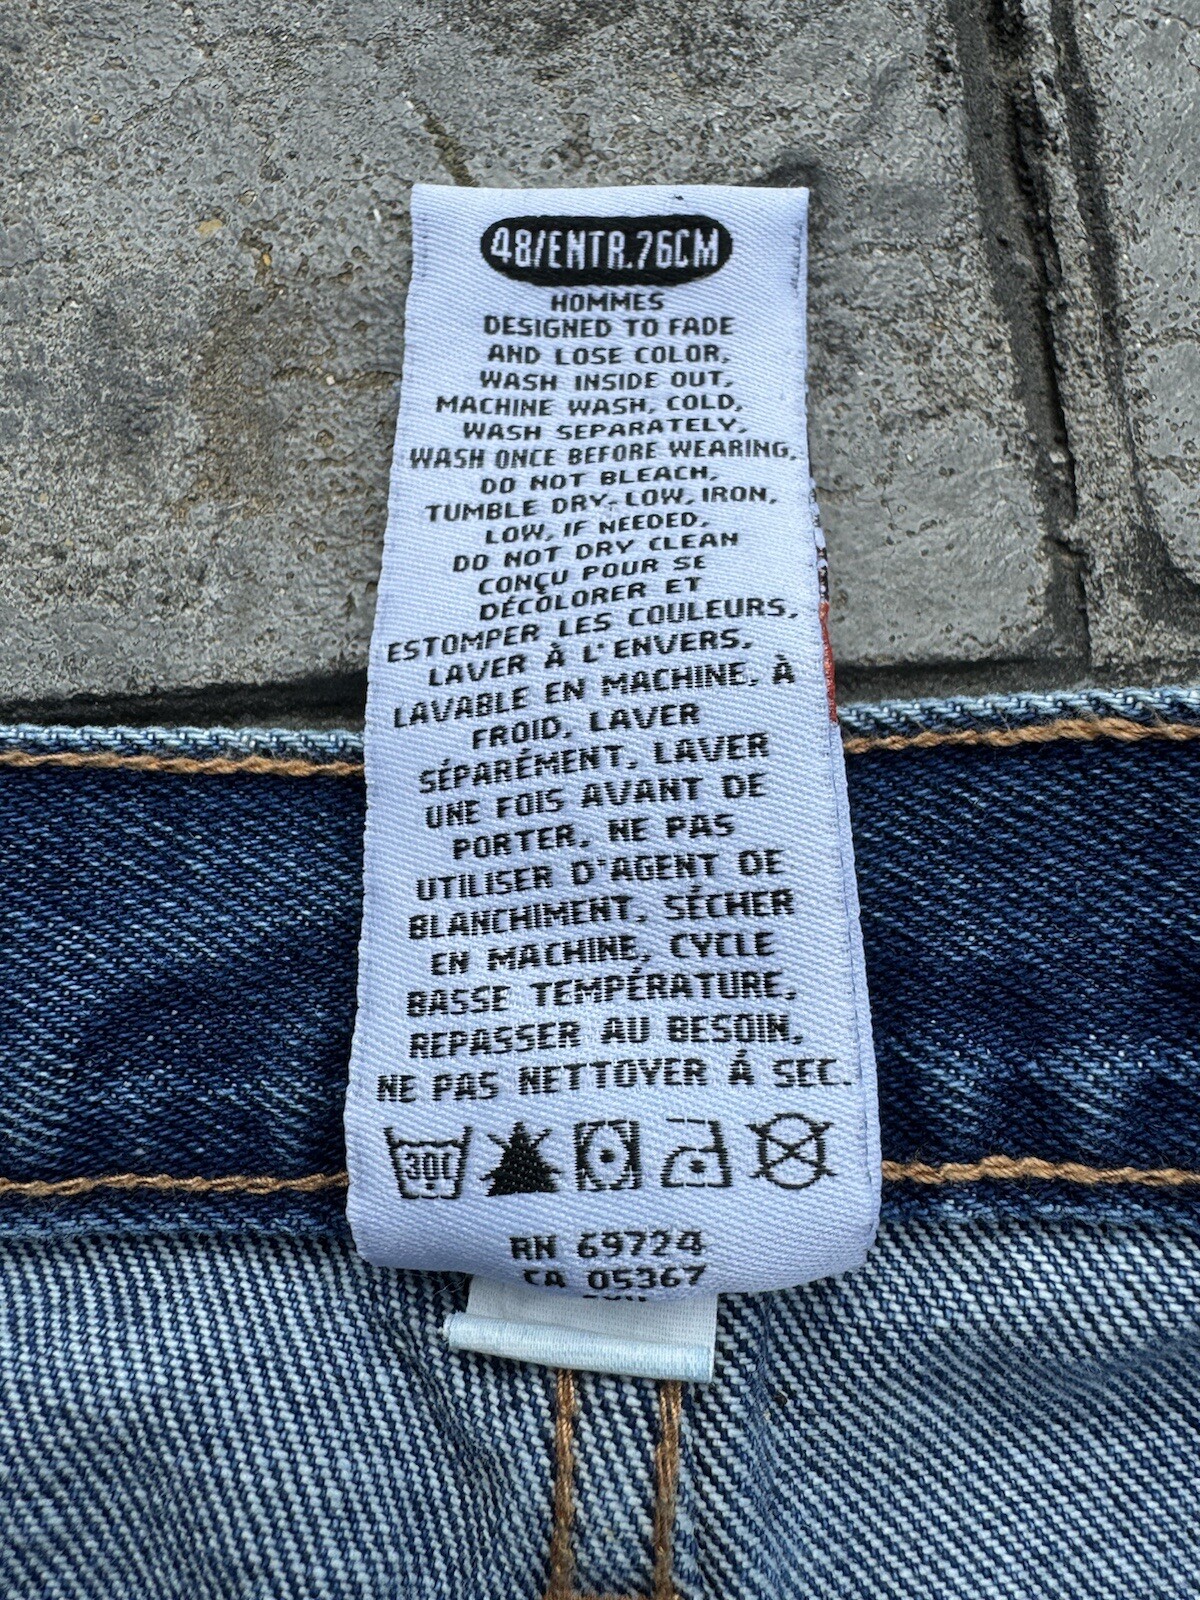 48/ENTR.76CM
HOMMES
DESIGNED TO FADE
AND LOSE COLOR,
WASH INSIDE OUT,
MACHINE WASH, COLD,
WASH SEPARATELY,
WASH ONCE BEFORE WEARING,
DO NOT BLEACH,
TUMBLE DRY, LOW, IRON,
LOW, IF NEEDED,
DO NOT DRY CLEAN
CONÇU POUR SE
DÉCOLORER ET
ESTOMPER LES COULEURS,
LAVER À L'ENVERS,
LAVABLE EN MACHINE, À
FROID, LAVER
SÉPARÉMENT, LAVER
UNE FOIS AVANT DE
PORTER, NE PAS
UTILISER D'AGENT DE
BLANCHIMENT, SÉCHER
EN MACHINE, CYCLE
BASSE TEMPÉRATURE,
REPASSER AU BESOIN,
NE PAS NETTOYER Á SEC.
30C
RN 69724
CA 05367